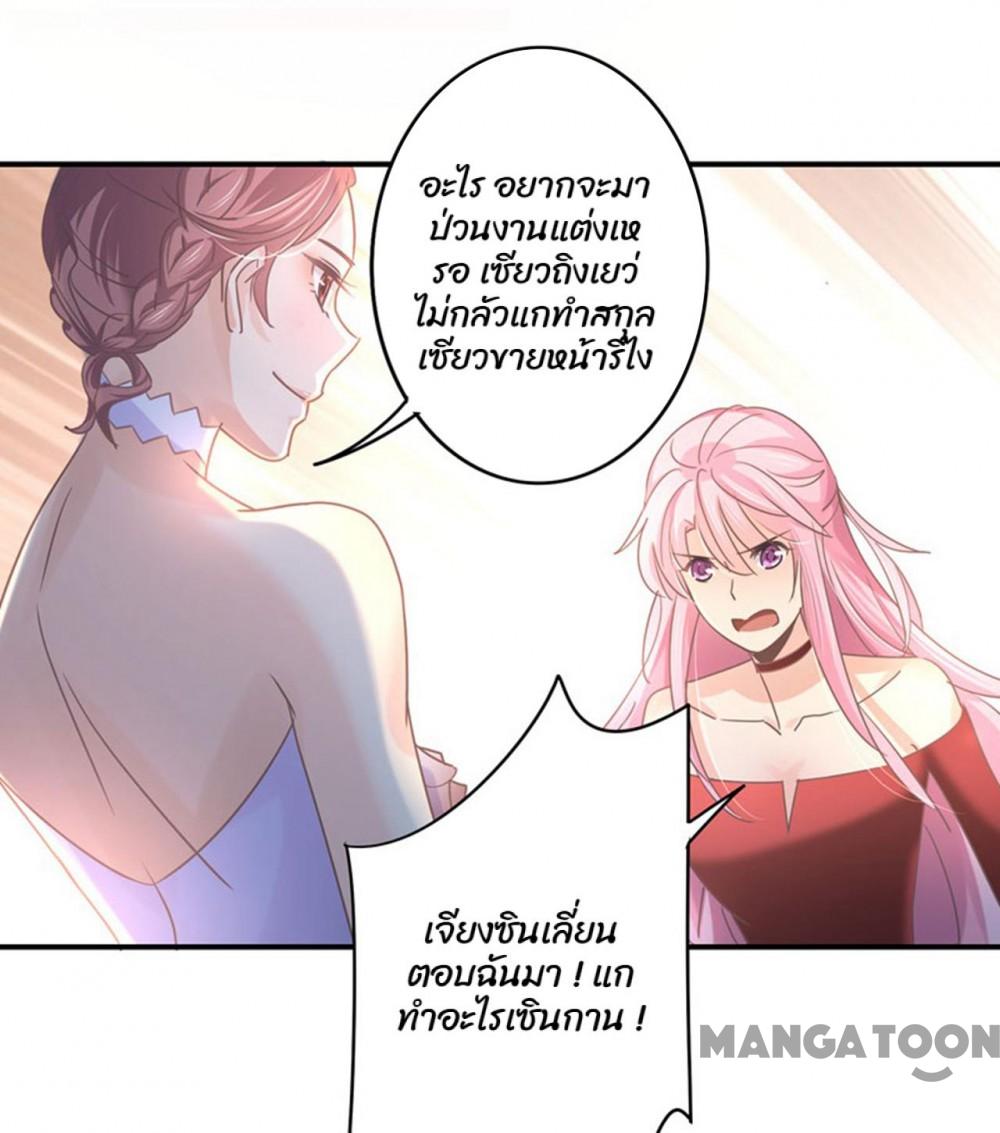 อะไร อยากจะมา
ป่วนงานแต่งเห
รอ เซียวถิงเยว่
ไม่กลัวแกทำสกุล
เซียวขายหน้ารึไง
เจียงซินเลี่ยน
ตอบฉันมา ! แก
ทำอะไรเซินกาน !
MANGATOON